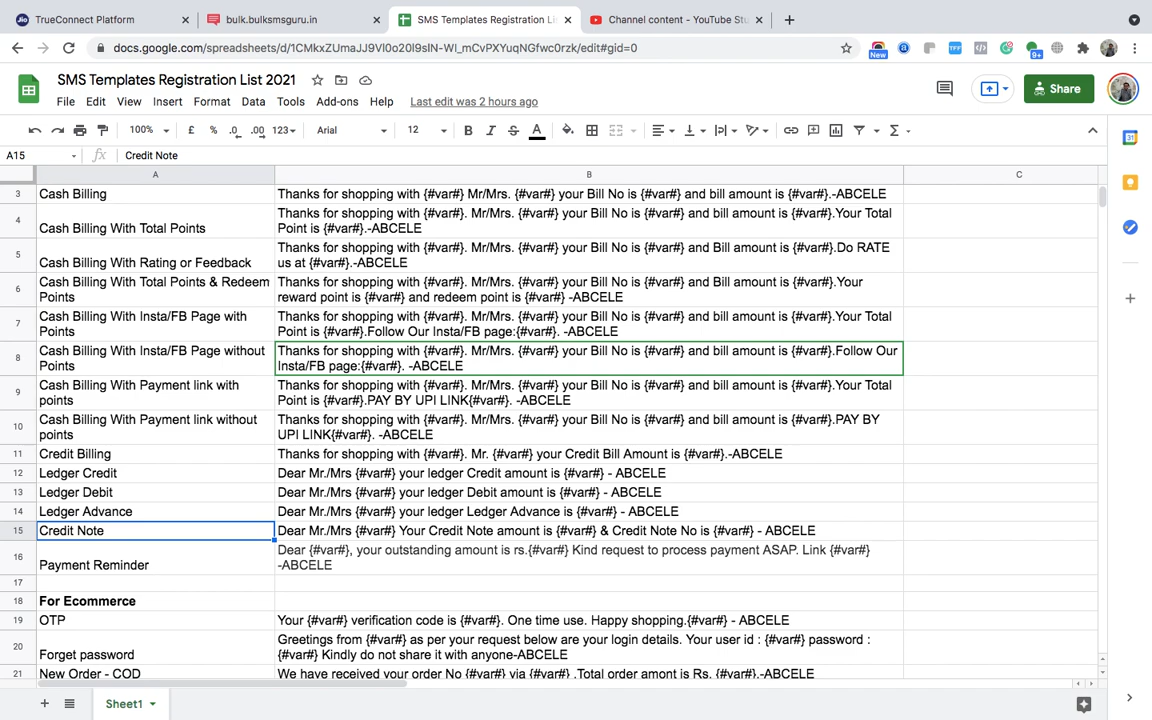 TrueConnect Platform
bulk.bulksmsguru.in
SMS Templates Registration Lis
Channel content - YouTube Stu
docs.google.com/spreadsheets/d/1CMkxZUmaJJ9Vl0o20l9slN-Wl_mCvPXYuqNGfwc0rzk/edit#gid=0
New
TFF
9+
SMS Templates Registration List 2021
File Edit View Insert Format Data Tools Add-ons Help Last edit was 2 hours ago
Share
100% £ % .0 .00 123 Arial 12 B I S A
A15 fx Credit Note
A B C
3 Cash Billing Thanks for shopping with {#var#} Mr/Mrs. {#var#} your Bill No is {#var#} and bill amount is {#var#}.-ABCELE
Thanks for shopping with {#var#}. Mr/Mrs. {#var#} your Bill No is {#var#} and bill amount is {#var#}.Your Total
4 Cash Billing With Total Points Point is {#var#}.-ABCELE
Thanks for shopping with {#var#}. Mr/Mrs. {#var#} your Bill No is {#var#} and Bill amount is {#var#}.Do RATE
5 Cash Billing With Rating or Feedback us at {#var#}.-ABCELE
6 Cash Billing With Total Points & Redeem Thanks for shopping with {#var#}. Mr/Mrs. {#var#} your Bill No is {#var#} and Bill Amount is {#var#}.Your
Points reward point is {#var#} and redeem point is {#var#} -ABCELE
7 Cash Billing With Insta/FB Page with Thanks for shopping with {#var#}. Mr/Mrs. {#var#} your Bill No is {#var#} and bill amount is {#var#}.Your Total
Points Point is {#var#}.Follow Our Insta/FB page:{#var#}. -ABCELE
8 Cash Billing With Insta/FB Page without Thanks for shopping with {#var#}. Mr/Mrs. {#var#} your Bill No is {#var#} and bill amount is {#var#}.Follow Our
Points Insta/FB page:{#var#}. -ABCELE
9 Cash Billing With Payment link with Thanks for shopping with {#var#}. Mr/Mrs. {#var#} your Bill No is {#var#} and bill amount is {#var#}.Your Total
points Point is {#var#}.PAY BY UPI LINK{#var#}. -ABCELE
10 Cash Billing With Payment link without Thanks for shopping with {#var#}. Mr/Mrs. {#var#} your Bill No is {#var#} and bill amount is {#var#}.PAY BY
points UPI LINK{#var#}. -ABCELE
11 Credit Billing Thanks for shopping with {#var#}. Mr. {#var#} your Credit Bill Amount is {#var#}.-ABCELE
12 Ledger Credit Dear Mr./Mrs {#var#} your ledger Credit amount is {#var#} - ABCELE
13 Ledger Debit Dear Mr./Mrs {#var#} your ledger Debit amount is {#var#} - ABCELE
14 Ledger Advance Dear Mr./Mrs {#var#} your ledger Ledger Advance is {#var#} - ABCELE
15 Credit Note Dear Mr./Mrs {#var#} Your Credit Note amount is {#var#} & Credit Note No is {#var#} - ABCELE
Dear {#var#}, your outstanding amount is rs.{#var#} Kind request to process payment ASAP. Link {#var#}
16 Payment Reminder -ABCELE
17
18 For Ecommerce
19 OTP Your {#var#} verification code is {#var#}. One time use. Happy shopping.{#var#} - ABCELE
Greetings from {#var#} as per your request below are your login details. Your user id : {#var#} password :
20 Forget password {#var#} Kindly do not share it with anyone-ABCELE
21 New Order - COD We have received your order No {#var#} via {#var#} .Total order amont is Rs. {#var#}.-ABCELE
Sheet1